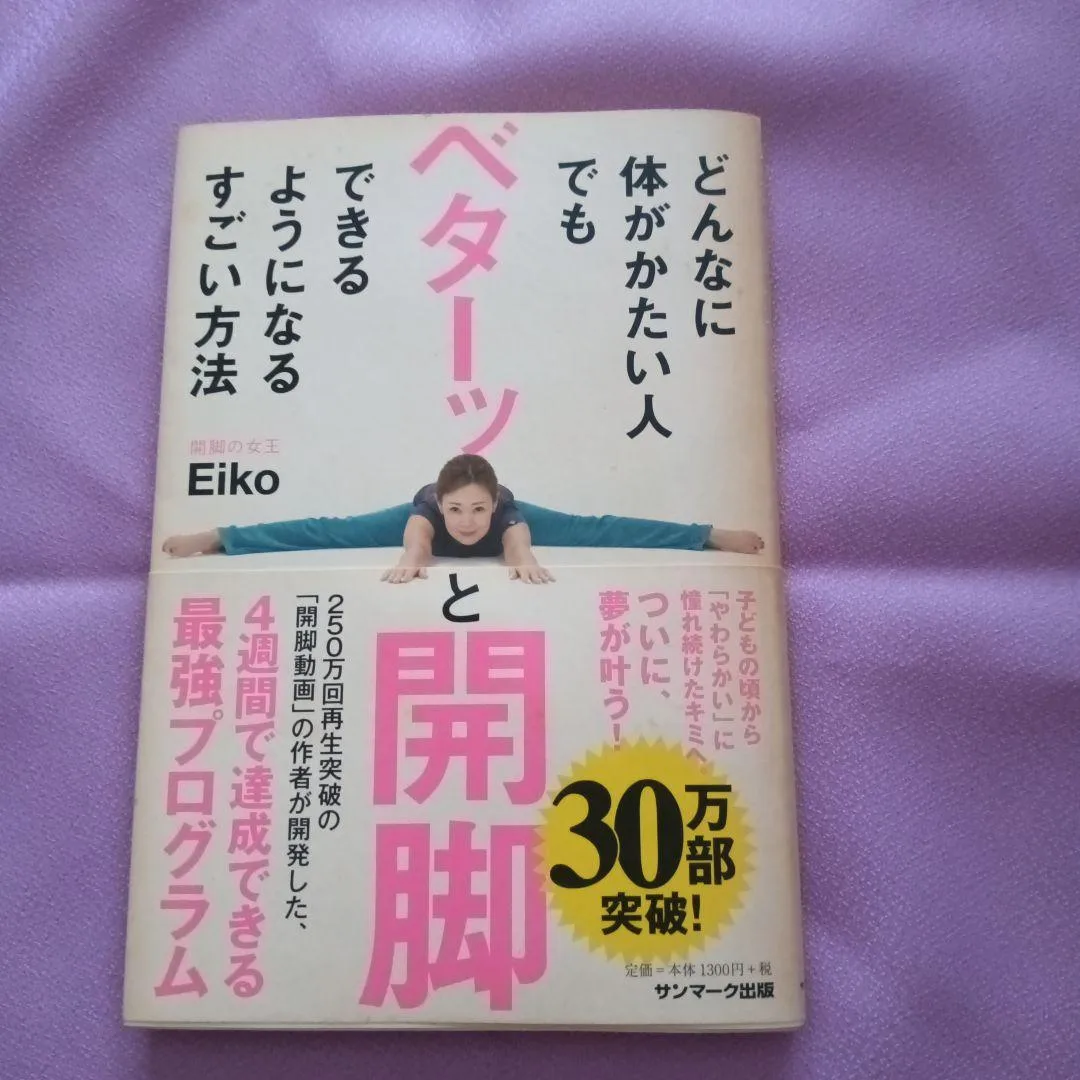 どんなに
体がかたい人
でも
ベターッ
と
開脚
できる
ようになる
すごい方法
開脚の女王
Eiko
子どもの頃から
「やわらかい」に
憧れ続けたキミへ。
ついに、
夢が叶う!
30万部
突破!
250万回再生突破の
「開脚動画」の作者が開発した、
4週間で達成できる
最強プログラム
定価=本体1300円+税
サンマーク出版